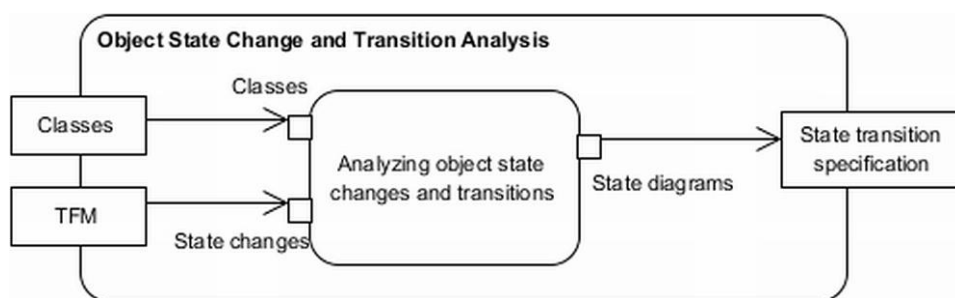 Object State Change and Transition Analysis
Classes
Classes
TFM
State changes
Analyzing object state
changes and transitions
State diagrams
State transition
specification